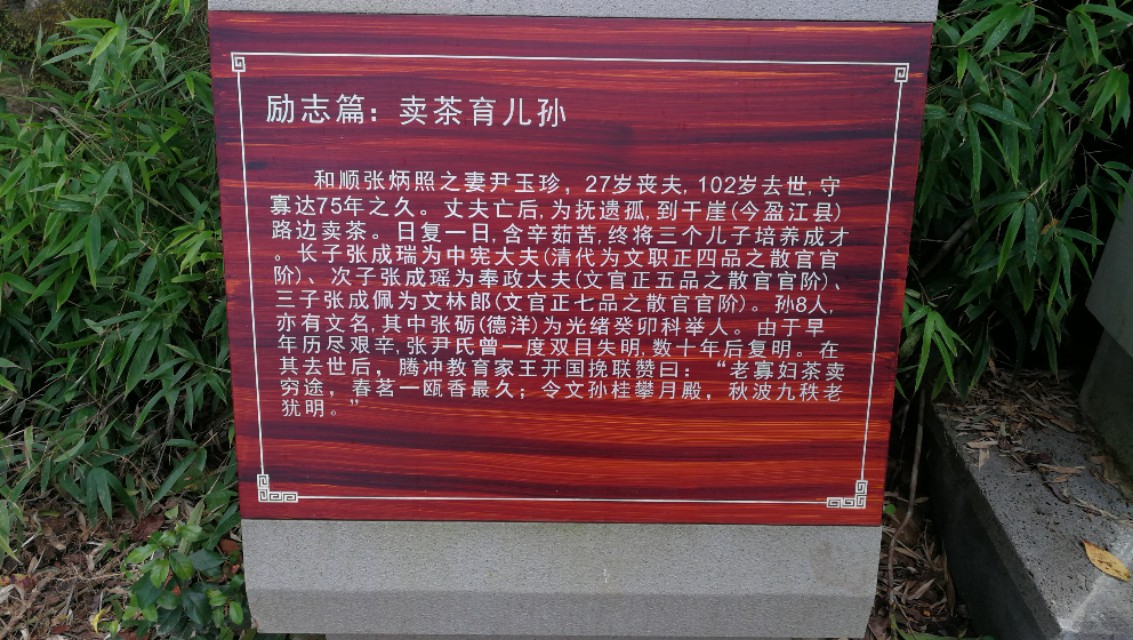 励志篇：卖茶育儿孙
和顺张炳照之妻尹玉珍，27岁丧夫,102岁去世,守
寡达75年之久。丈夫亡后,为抚遗孤,到干崖(今盈江县)
路边卖茶。日复一日,含辛茹苦,终将三个儿子培养成才
。长子张成瑞为中宪大夫(清代为文职正四品之散官官
阶)、次子张成瑶为奉政大夫(文官正五品之散官官阶)、
三子张成佩为文林郎(文官正七品之散官官阶)。孙8人,
亦有文名,其中张砺(德洋)为光绪癸卯科举人。由于早
年历尽艰辛,张尹氏曾一度双目失明,数十年后复明。在
其去世后，腾冲教育家王开国挽联赞曰：“老寡妇茶卖
穷途，春茗一瓯香最久；令文孙桂攀月殿，秋波九秩老
犹明。”